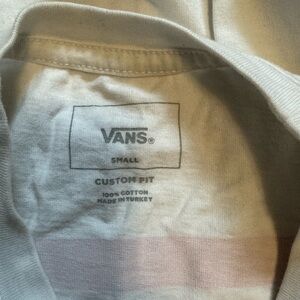 VANS®
SMALL
CUSTOM FIT
100% COTTON
MADE IN TURKEY